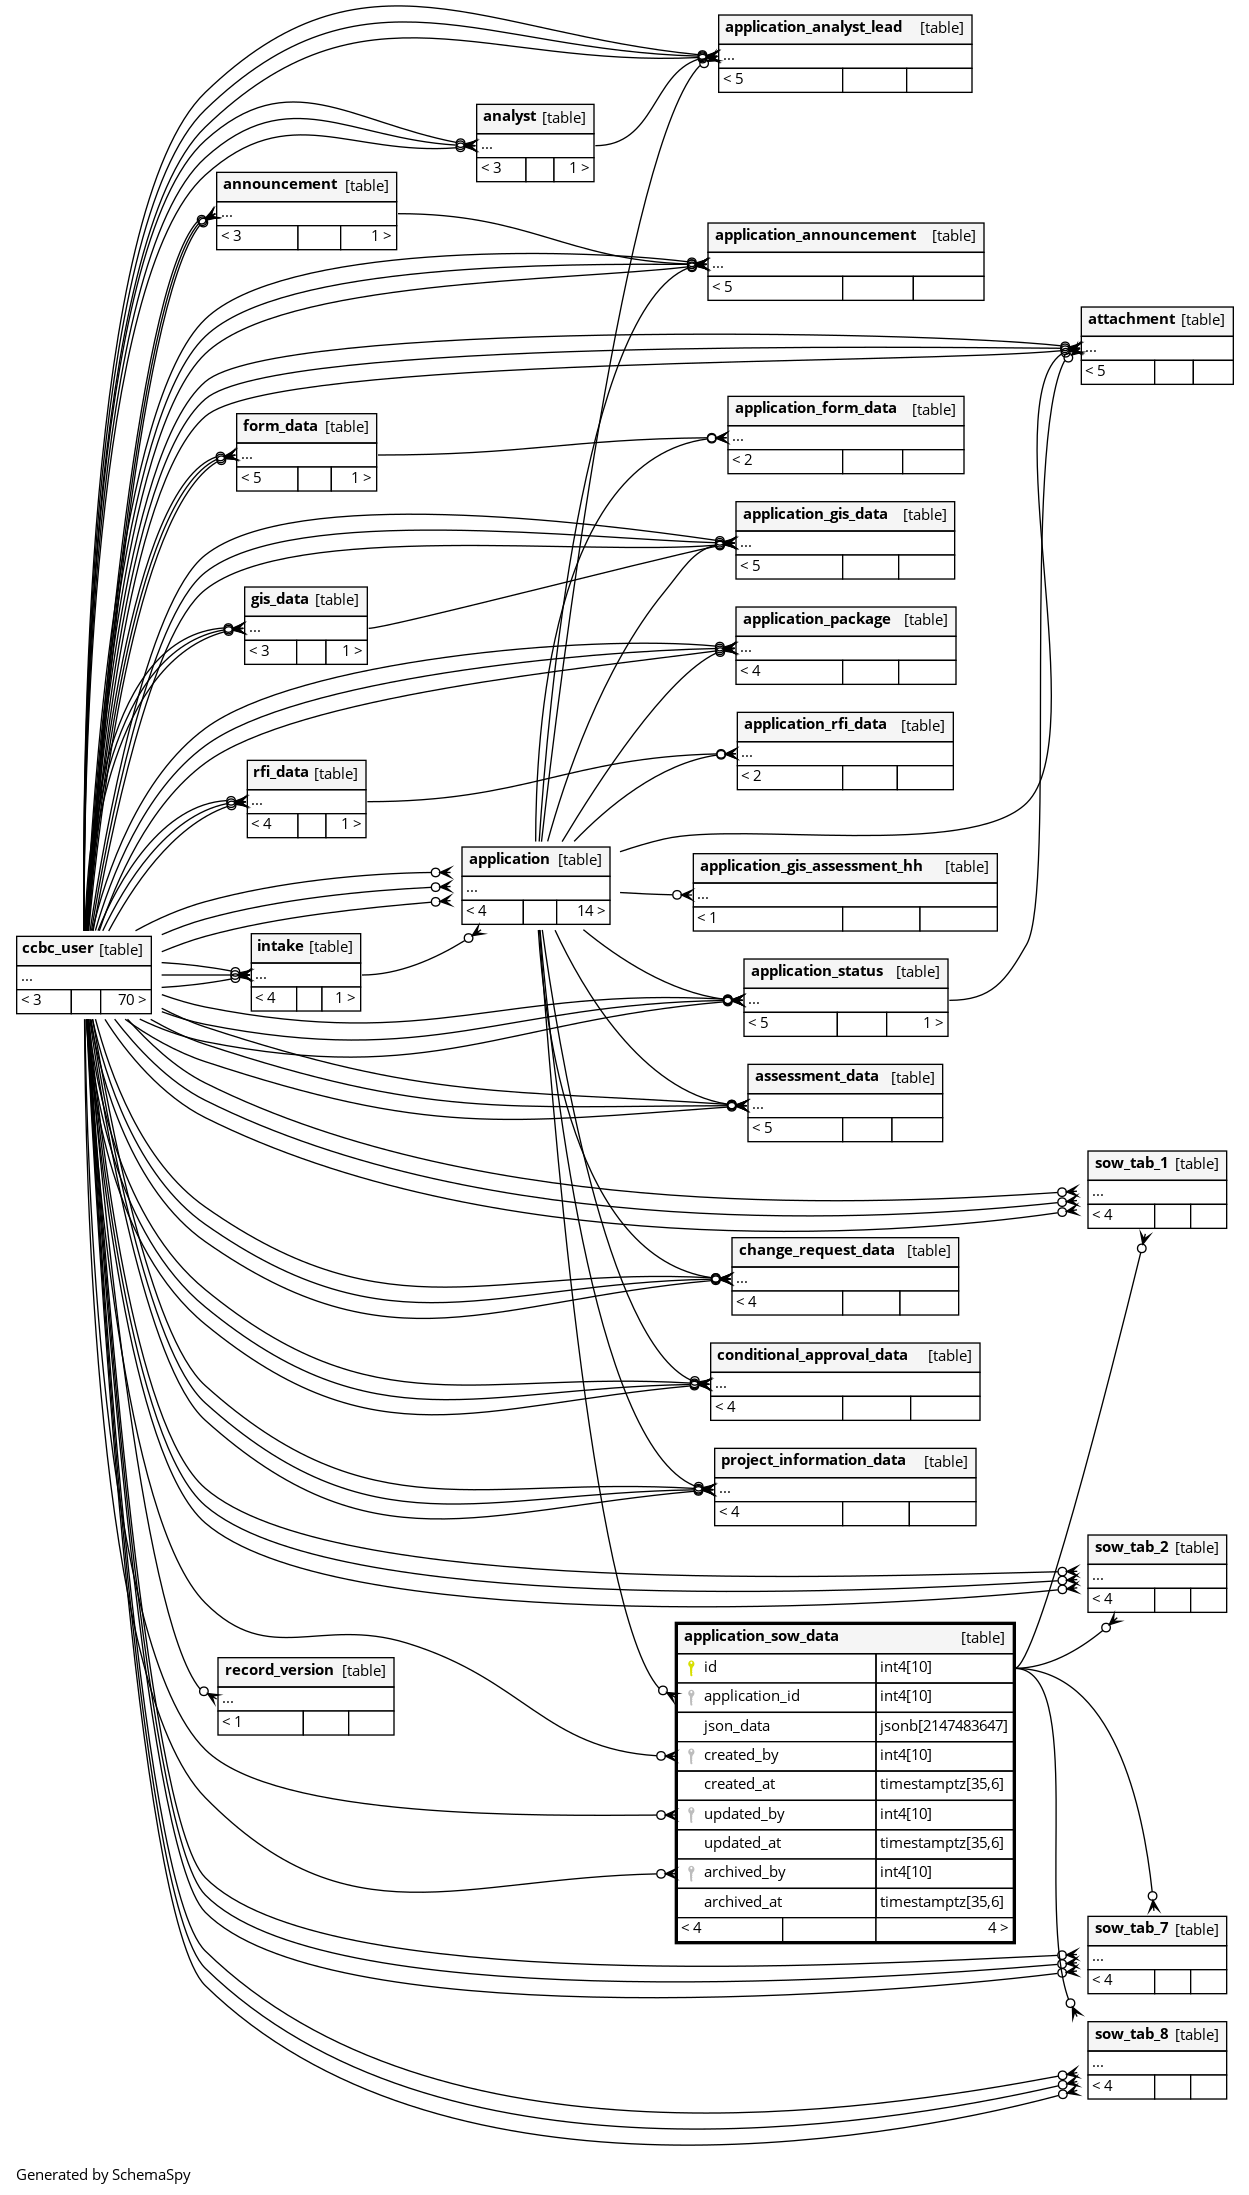 application_analyst_lead [table]
...
< 5
analyst [table]
...
< 3 1 >
announcement [table]
...
< 3 1 >
application_announcement [table]
...
< 5
attachment [table]
...
< 5
application_form_data [table]
...
< 2
form_data [table]
...
< 5 1 >
application_gis_data [table]
...
< 5
gis_data [table]
...
< 3 1 >
application_package [table]
...
< 4
application_rfi_data [table]
...
< 2
rfi_data [table]
...
< 4 1 >
application [table]
...
< 4 14 >
application_gis_assessment_hh [table]
...
< 1
ccbc_user [table]
...
< 3 70 >
intake [table]
...
< 4 1 >
application_status [table]
...
< 5 1 >
assessment_data [table]
...
< 5
sow_tab_1 [table]
...
< 4
change_request_data [table]
...
< 4
conditional_approval_data [table]
...
< 4
project_information_data [table]
...
< 4
sow_tab_2 [table]
...
< 4
application_sow_data [table]
id int4[10]
application_id int4[10]
json_data jsonb[2147483647]
created_by int4[10]
created_at timestamptz[35,6]
updated_by int4[10]
updated_at timestamptz[35,6]
archived_by int4[10]
archived_at timestamptz[35,6]
< 4 4 >
record_version [table]
...
< 1
sow_tab_7 [table]
...
< 4
sow_tab_8 [table]
...
< 4
Generated by SchemaSpy